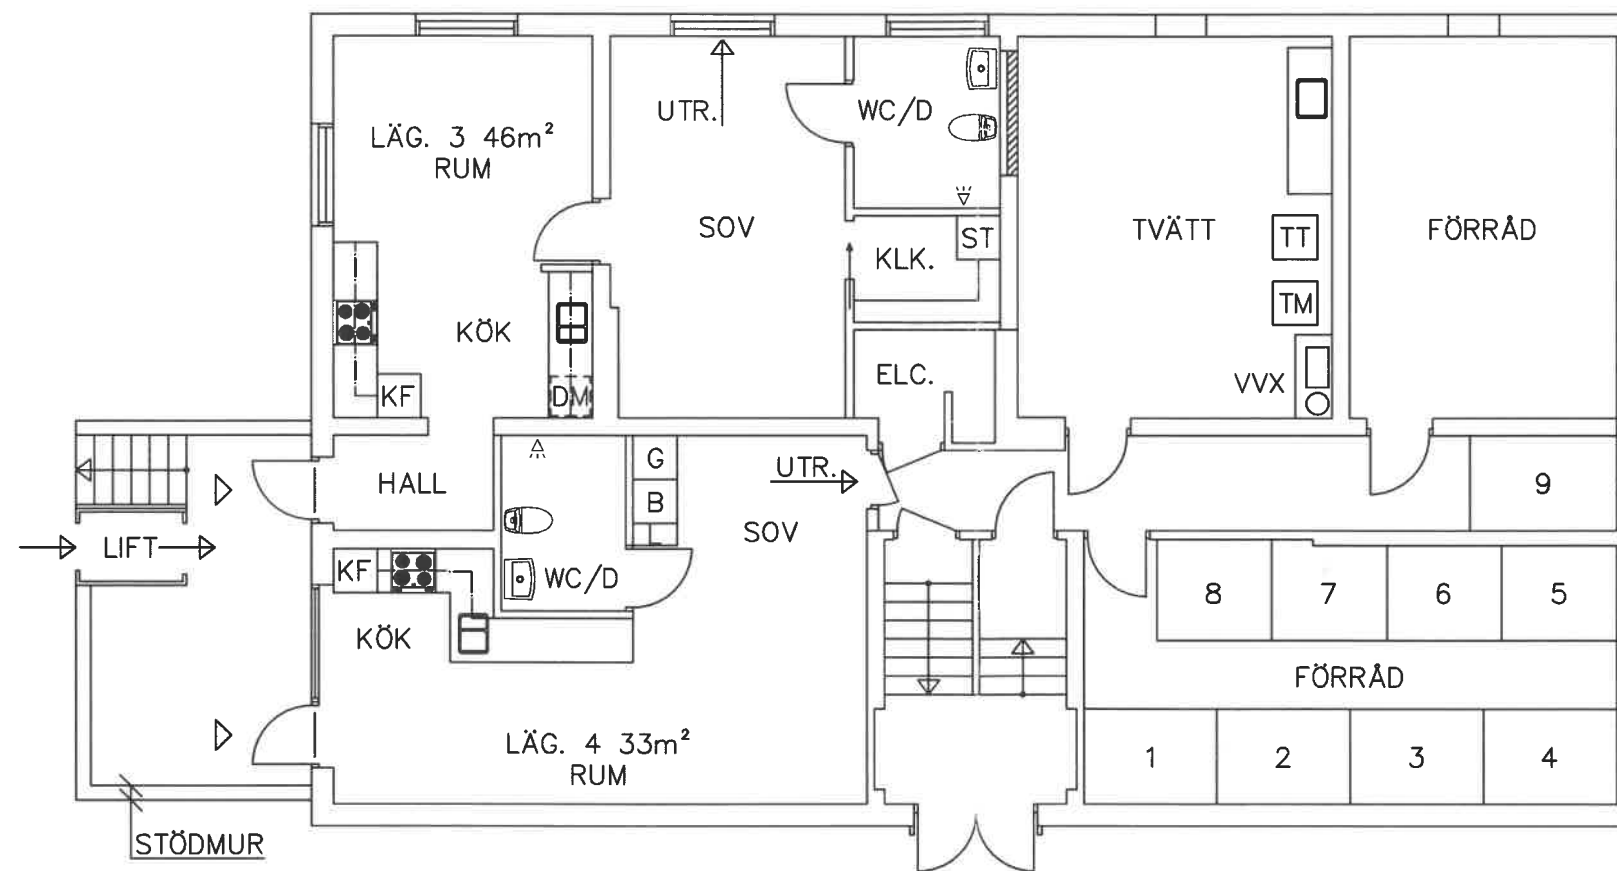 LÄG. 3 46m²
RUM
UTR.
WC/D
SOV
KLK.
ST
TVÄTT
TT
TM
VVX
FÖRRÅD
KÖK
KF
DM
ELC.
HALL
G
B
UTR.
SOV
9
LIFT
KF
WC/D
KÖK
8
7
6
5
FÖRRÅD
LÄG. 4 33m²
RUM
1
2
3
4
STÖDMUR